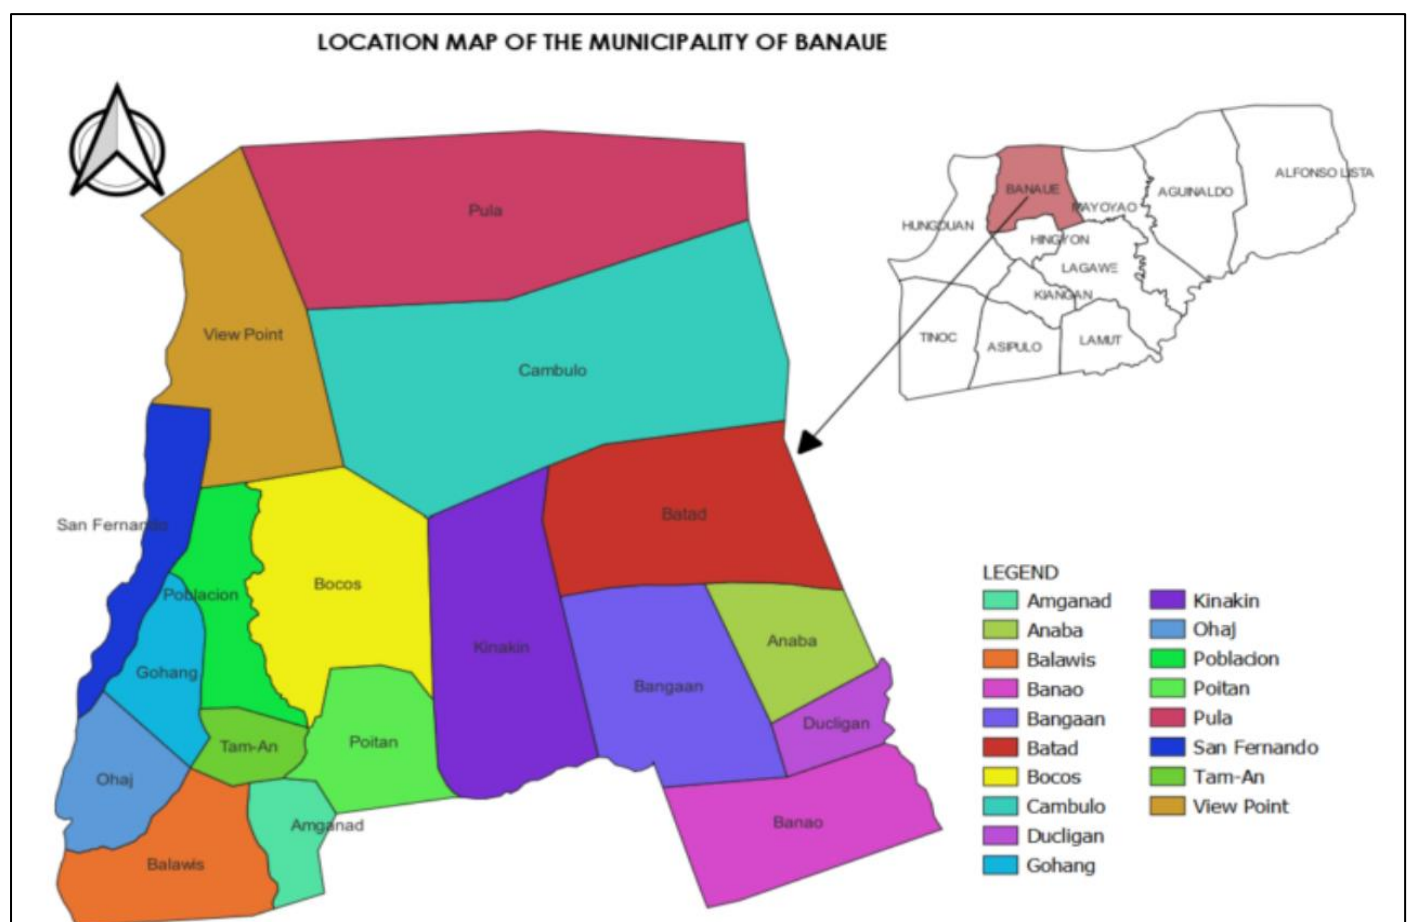 LOCATION MAP OF THE MUNICIPALITY OF BANAUE
Pula
View Point
Cambulo
San Fernando
Batad
Bocos
Poblacion
Kinakin
Anaba
Gohang
Bangaan
Ducligan
Tam-An
Poitan
Ohaj
Amganad
Banao
Balawis
ALFONSO LISTA
BANAUE
AGUINALDO
MAYOYAO
HUNGDUAN
HINGYON
LAGAWE
KIANGAN
TINOC
ASIPULO
LAMUT
LEGEND
Amganad
Anaba
Balawis
Banao
Bangaan
Batad
Bocos
Cambulo
Ducligan
Gohang
Kinakin
Ohaj
Poblacion
Poitan
Pula
San Fernando
Tam-An
View Point